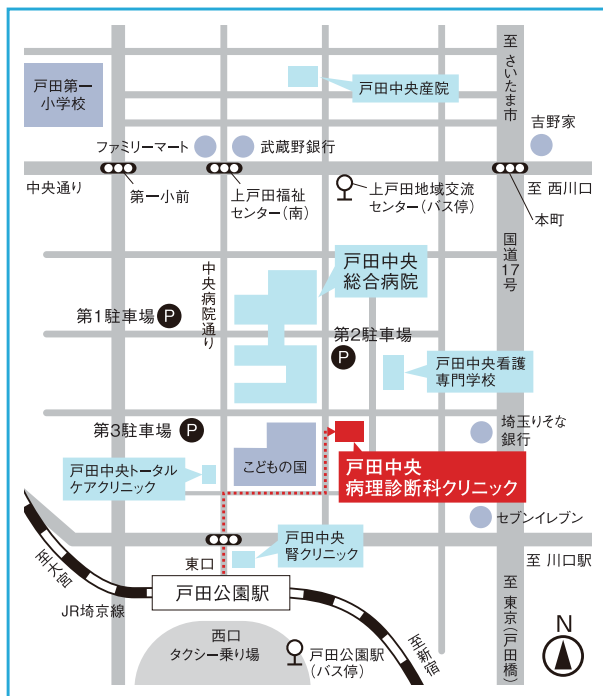 至 さいたま市
戸田第一
小学校
戸田中央産院
吉野家
ファミリーマート
武蔵野銀行
中央通り
第一小前
上戸田福祉
センター(南)
上戸田地域交流
センター(バス停)
至 西川口
本町
国道17号
中央病院通り
戸田中央
総合病院
第1駐車場 P
第2駐車場
P
戸田中央看護
専門学校
第3駐車場 P
こどもの国
埼玉りそな
銀行
戸田中央
病理診断科クリニック
戸田中央トータル
ケアクリニック
セブンイレブン
戸田中央
腎クリニック
東口
至大宮
至 川口駅
戸田公園駅
JR埼京線
至 東京(戸田橋)
西口
タクシー乗り場
戸田公園駅
(バス停)
至新宿
N